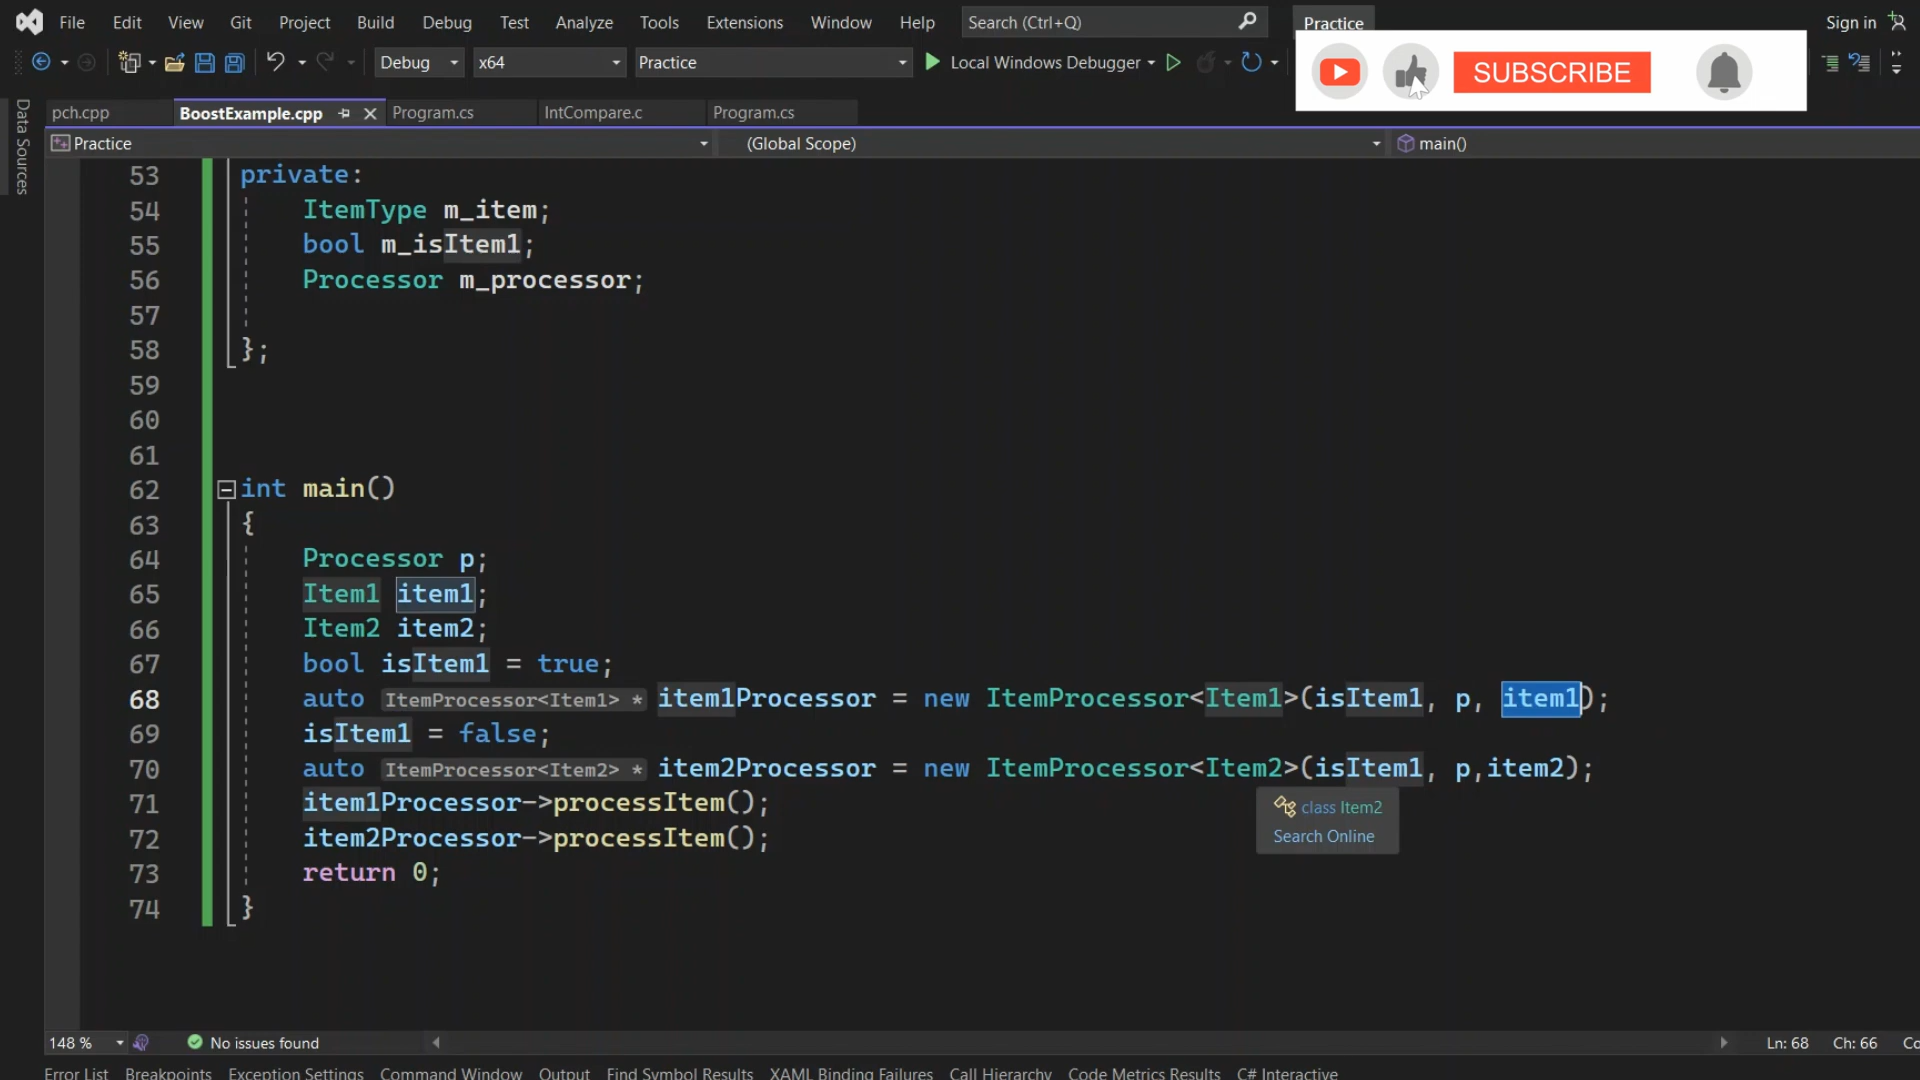 File Edit View Git Project Build Debug Test Analyze Tools Extensions Window Help Search (Ctrl+Q) Practice Sign in
Debug x64 Practice Local Windows Debugger SUBSCRIBE
Data Sources
pch.cpp BoostExample.cpp Program.cs IntCompare.c Program.cs
Practice (Global Scope) main()
53 private:
54 ItemType m_item;
55 bool m_isItem1;
56 Processor m_processor;
57
58 };
59
60
61
62 int main()
63 {
64 Processor p;
65 Item1 item1;
66 Item2 item2;
67 bool isItem1 = true;
68 auto ItemProcessor<Item1> * item1Processor = new ItemProcessor<Item1>(isItem1, p, item1);
69 isItem1 = false;
70 auto ItemProcessor<Item2> * item2Processor = new ItemProcessor<Item2>(isItem1, p,item2);
71 item1Processor->processItem();
class Item2
72 item2Processor->processItem();
Search Online
73 return 0;
74 }
148 % No issues found Ln: 68 Ch: 66 Co
Error List Breakpoints Exception Settings Command Window Output Find Symbol Results XAML Binding Failures Call Hierarchy Code Metrics Results C# Interactive